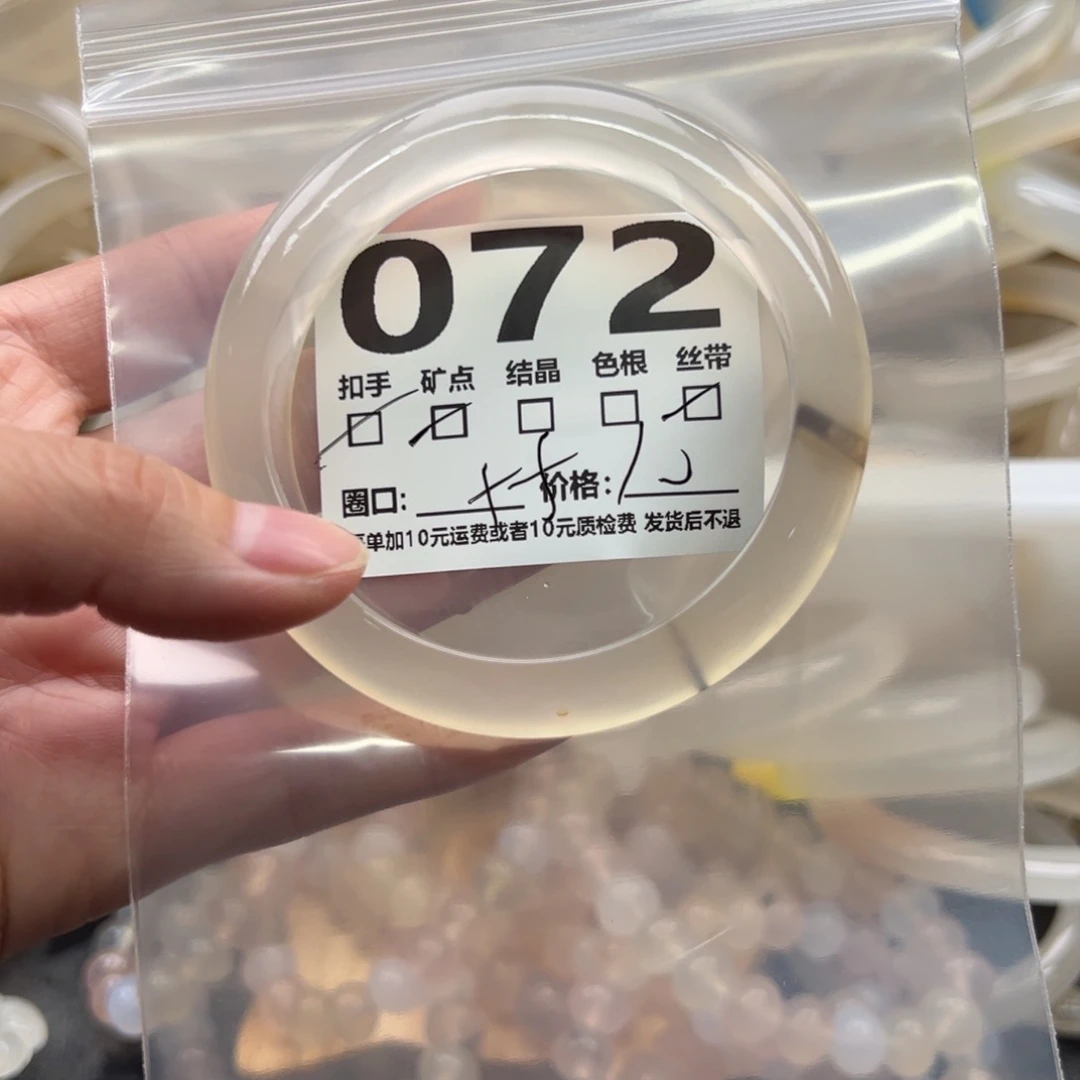 072
扣手 矿点 结晶 色根 丝带
圈口: 价格:
单加10元运费或者10元质检费 发货后不退